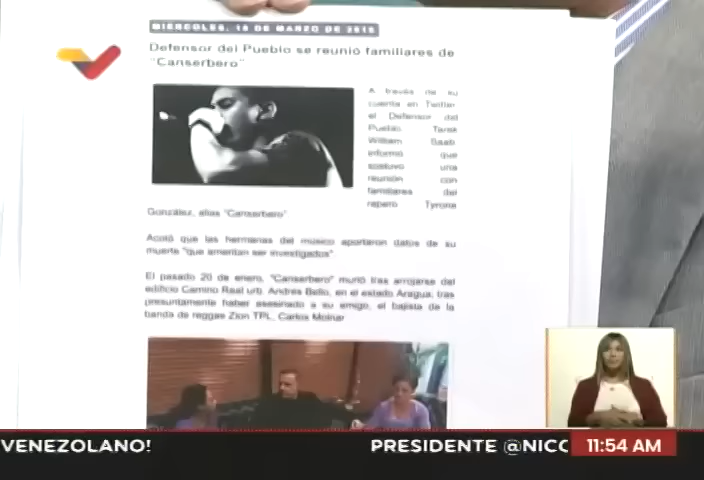 MIÉRCOLES, 18 DE MARZO DE 2015
Defensor del Pueblo se reunió familiares de
"Canserbero"
A través de su
cuenta en Twitter
el Defensor del
Pueblo Tarek
William Saab
informó que
sostuvo una
reunión con
familiares del
rapero Tyrone
González, alias "Canserbero"
Acotó que las hermanas del músico aportaron datos de su
muerte "que ameritan ser investigados"
El pasado 20 de enero, "Canserbero" murió tras arrojarse del
edificio Camino Real urb. Andrés Bello, en el estado Aragua, tras
presuntamente haber asesinado a su amigo, el bajista de la
banda de reggae Zion TPL, Carlos Molnar
VENEZOLANO!
PRESIDENTE @NICO
11:54 AM